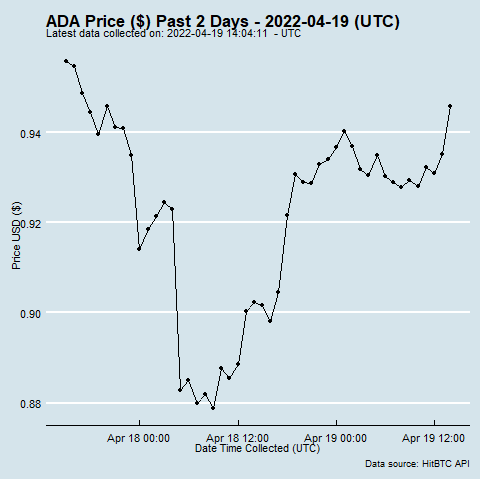 ADA Price ($) Past 2 Days - 2022-04-19 (UTC)
Latest data collected on: 2022-04-19 14:04:11 - UTC
Price USD ($)
0.94
0.92
0.90
0.88
Apr 18 00:00 Apr 18 12:00 Apr 19 00:00 Apr 19 12:00
Date Time Collected (UTC)
Data source: HitBTC API